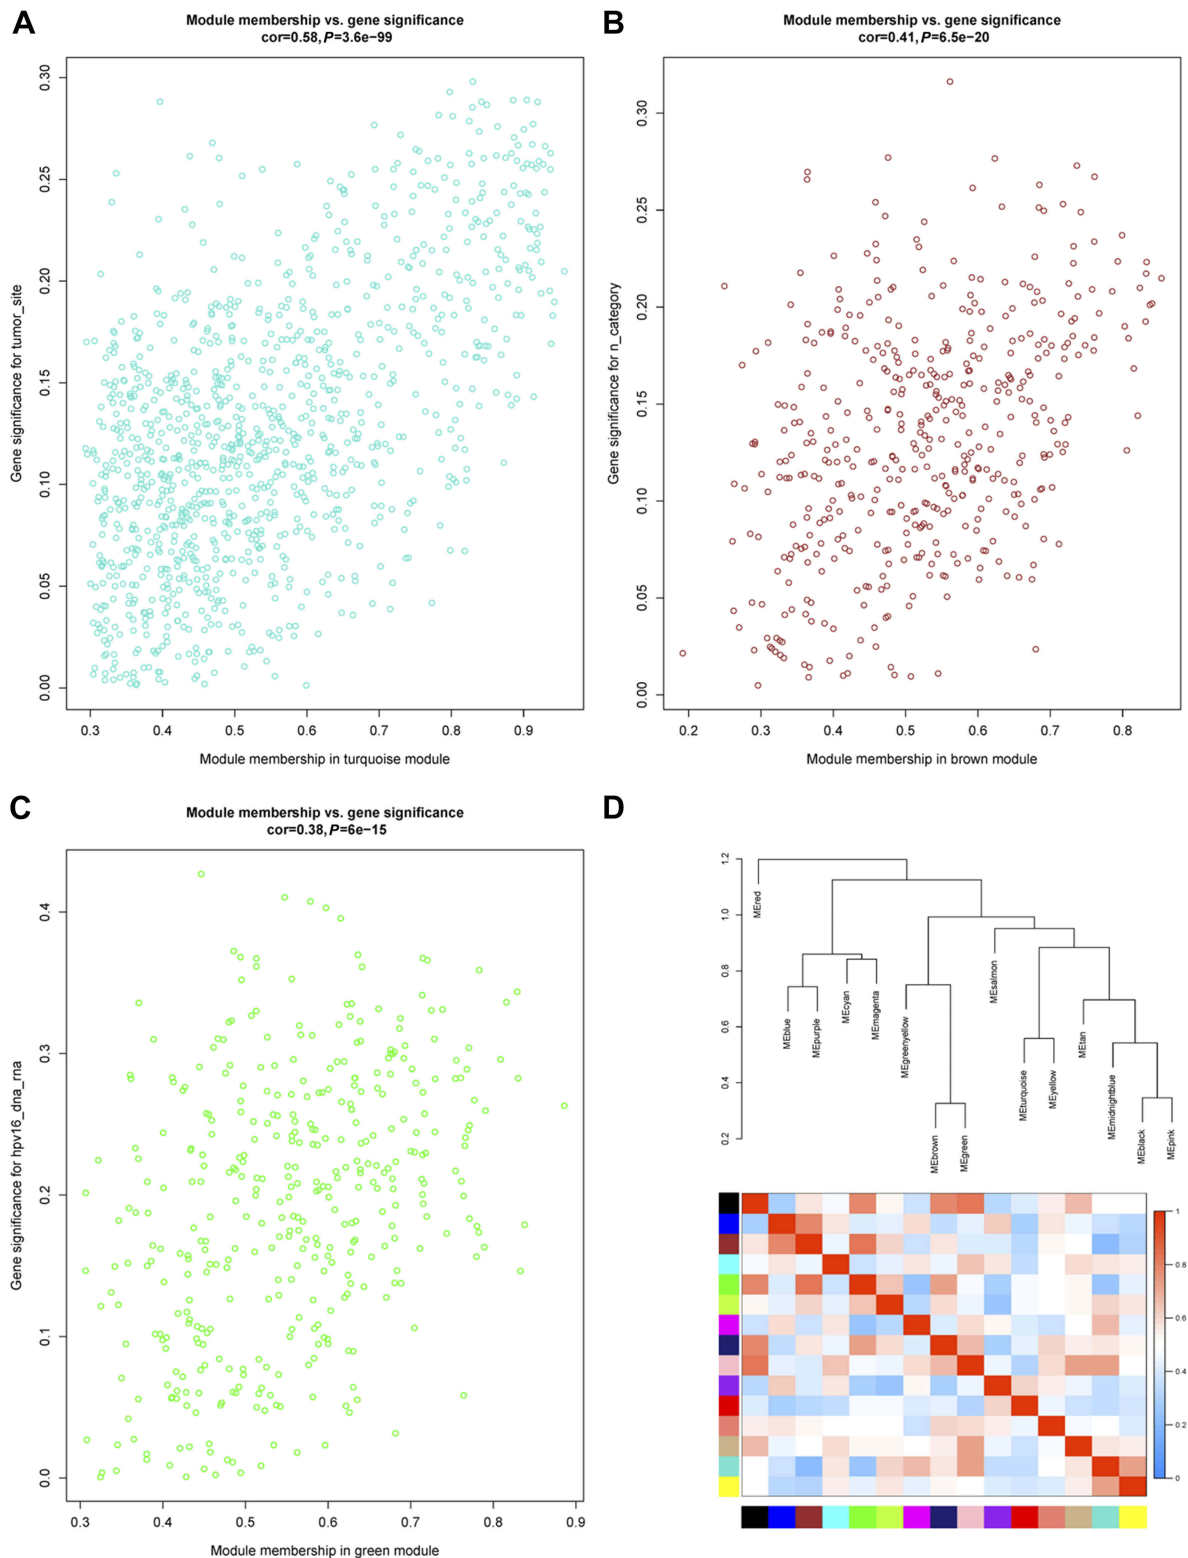 A
Module membership vs. gene significance
cor=0.58, P=3.6e−99
Gene significance for tumor_site
0.30
0.25
0.20
0.15
0.10
0.05
0.00
0.3 0.4 0.5 0.6 0.7 0.8 0.9
Module membership in turquoise module
B
Module membership vs. gene significance
cor=0.41, P=6.5e−20
Gene significance for n_category
0.30
0.25
0.20
0.15
0.10
0.05
0.00
0.2 0.3 0.4 0.5 0.6 0.7 0.8
Module membership in brown module
C
Module membership vs. gene significance
cor=0.38, P=6e−15
Gene significance for hpv16_dna_rna
0.4
0.3
0.2
0.1
0.0
0.3 0.4 0.5 0.6 0.7 0.8 0.9
Module membership in green module
D
1.2
1.0
0.8
0.6
0.4
0.2
MEred
MEblue
MEpurple
MEcyan
MEmagenta
MEgreenyellow
MEbrown
MEgreen
MEsalmon
MEturquoise
MEyellow
MEtan
MEmidnightblue
MEblack
MEpink
1
0.8
0.6
0.4
0.2
0